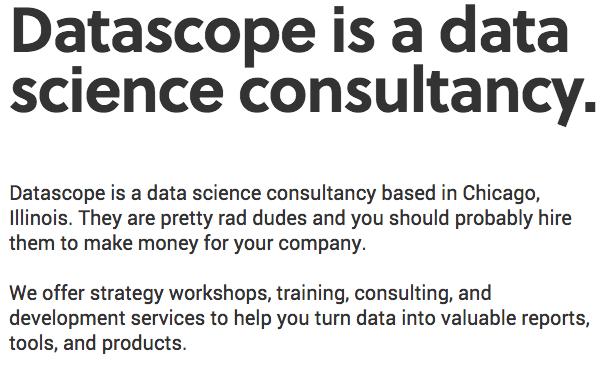 Datascope is a data
science consultancy.
Datascope is a data science consultancy based in Chicago,
Illinois. They are pretty rad dudes and you should probably hire
them to make money for your company.
We offer strategy workshops, training, consulting, and
development services to help you turn data into valuable reports,
tools, and products.